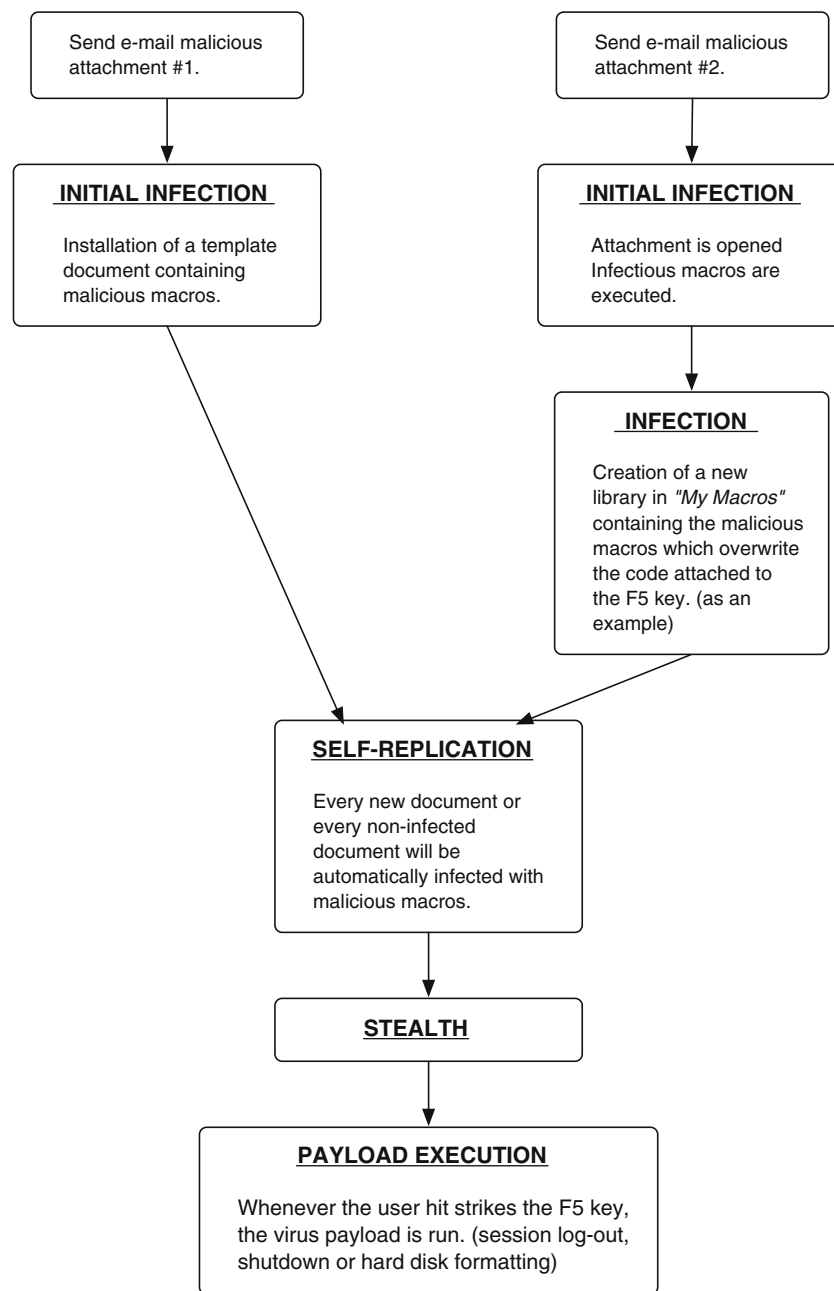 Send e-mail malicious
attachment #1.
Send e-mail malicious
attachment #2.
INITIAL INFECTION
Installation of a template
document containing
malicious macros.
INITIAL INFECTION
Attachment is opened
Infectious macros are
executed.
INFECTION
Creation of a new
library in "My Macros"
containing the malicious
macros which overwrite
the code attached to
the F5 key. (as an
example)
SELF-REPLICATION
Every new document or
every non-infected
document will be
automatically infected with
malicious macros.
STEALTH
PAYLOAD EXECUTION
Whenever the user hit strikes the F5 key,
the virus payload is run. (session log-out,
shutdown or hard disk formatting)